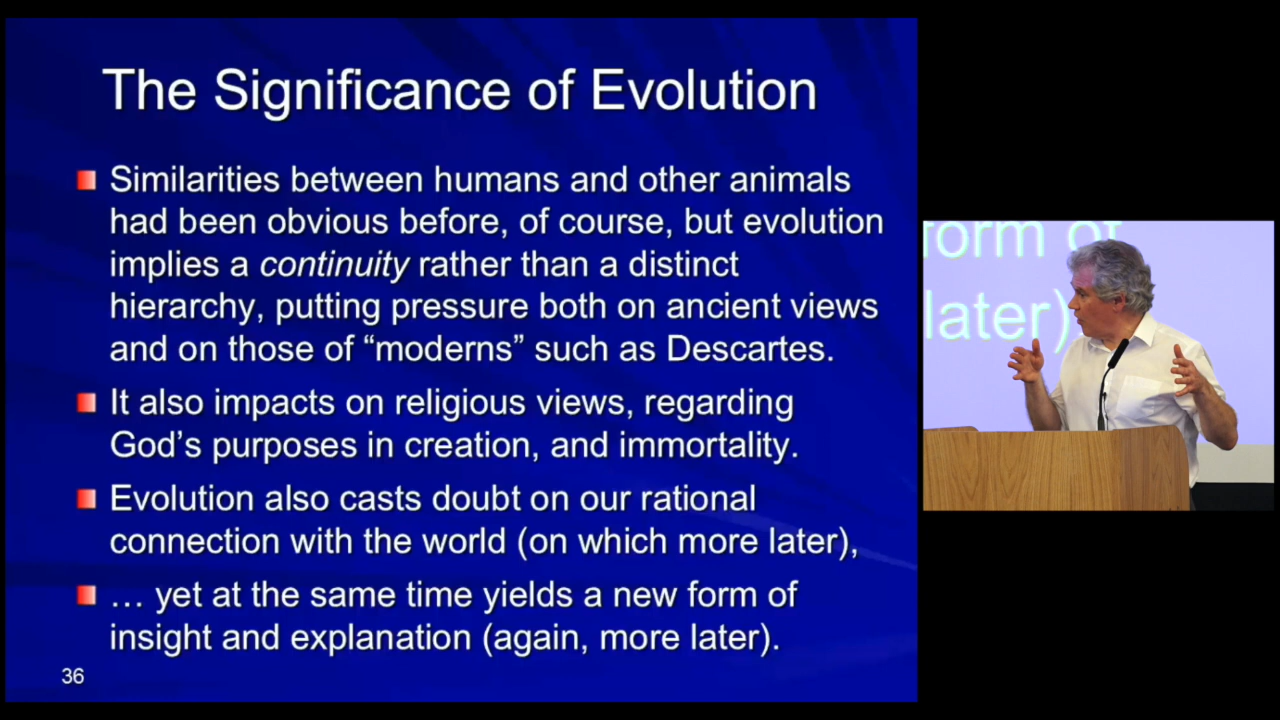 The Significance of Evolution
Similarities between humans and other animals
had been obvious before, of course, but evolution
implies a continuity rather than a distinct
hierarchy, putting pressure both on ancient views
and on those of “moderns” such as Descartes.
It also impacts on religious views, regarding
God’s purposes in creation, and immortality.
Evolution also casts doubt on our rational
connection with the world (on which more later),
… yet at the same time yields a new form of
insight and explanation (again, more later).
36
form of
later)